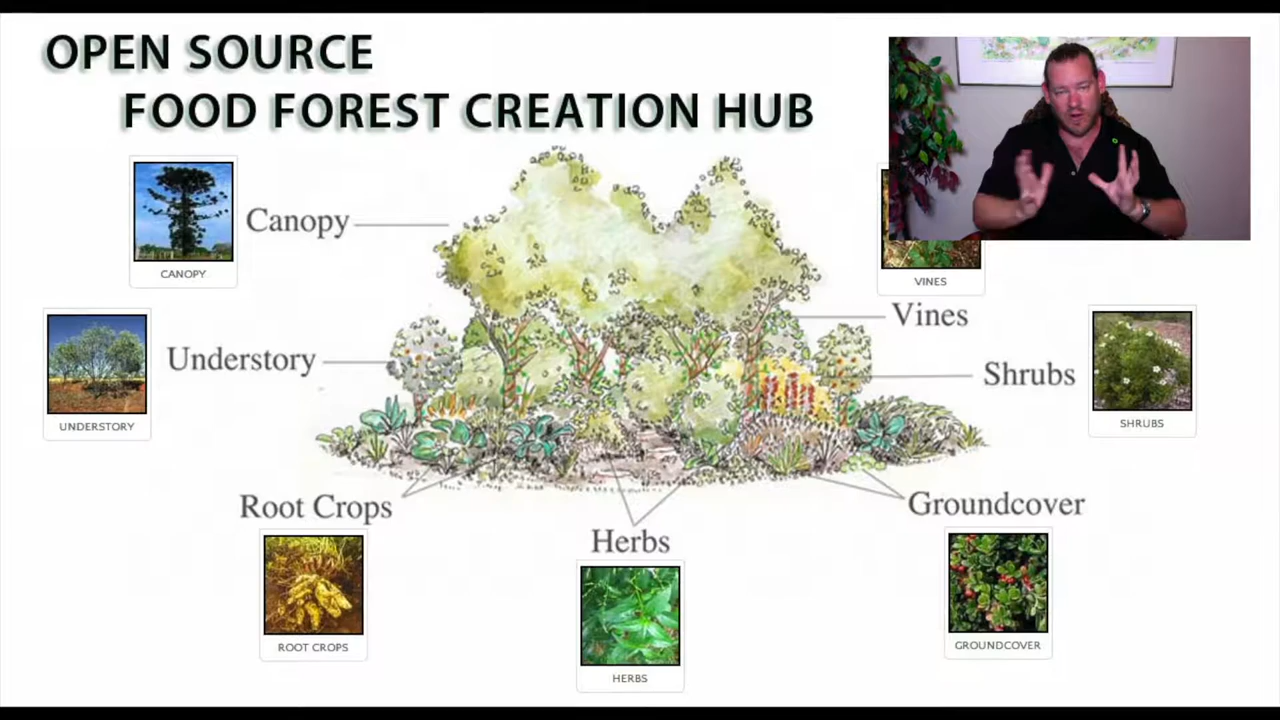 OPEN SOURCE
FOOD FOREST CREATION HUB
Canopy
CANOPY
VINES
Vines
Understory
UNDERSTORY
Shrubs
SHRUBS
Root Crops
ROOT CROPS
Herbs
HERBS
Groundcover
GROUNDCOVER